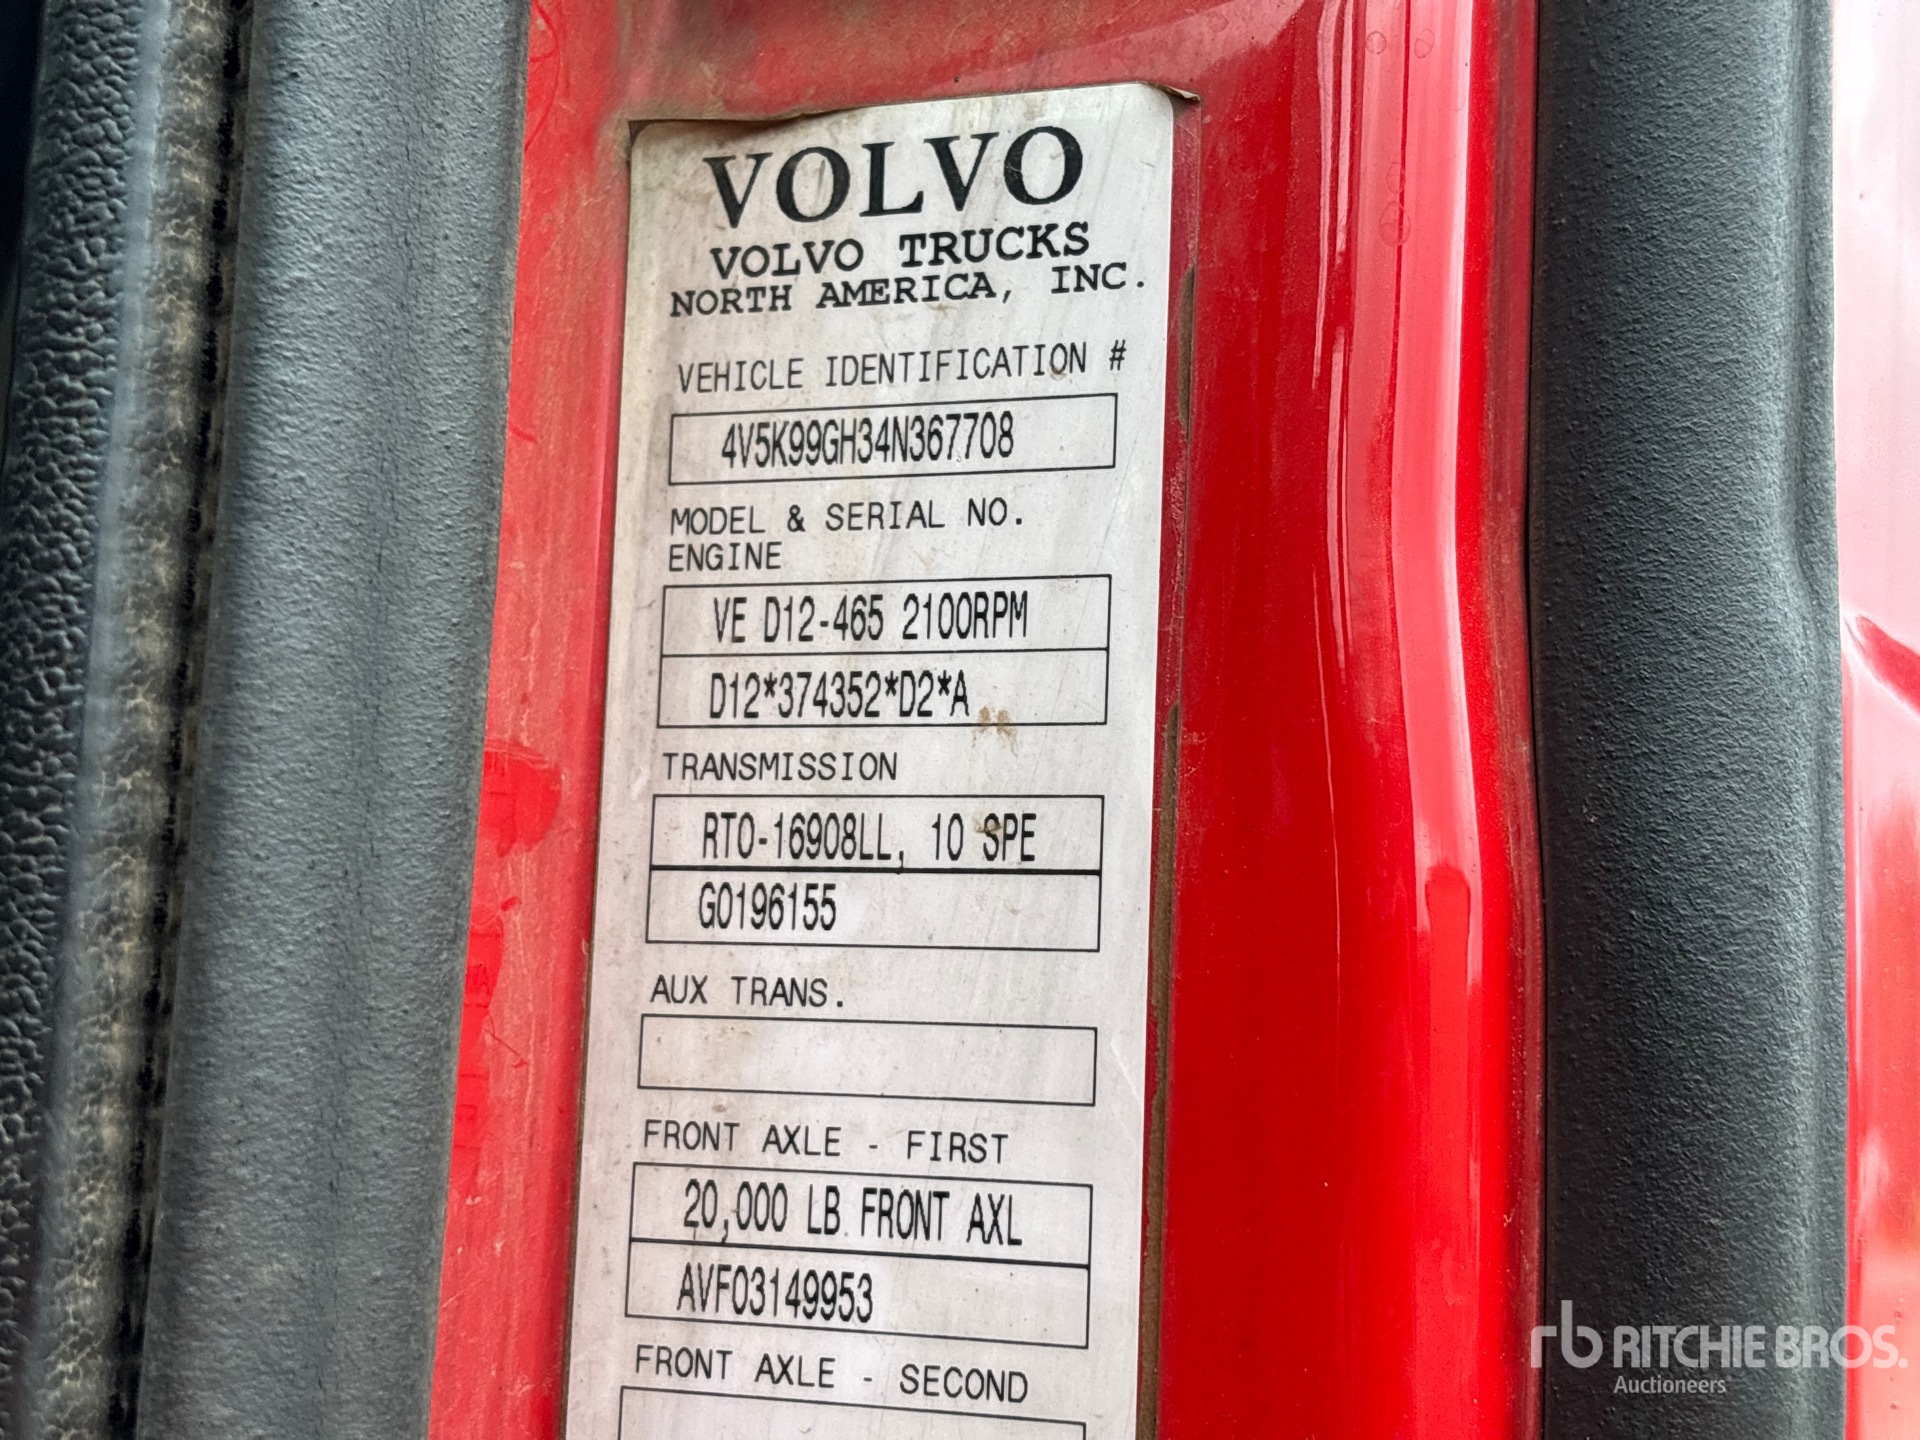 VOLVO
VOLVO TRUCKS
NORTH AMERICA, INC.
VEHICLE IDENTIFICATION #
4V5K99GH34N367708
MODEL & SERIAL NO.
ENGINE
VE D12-465 2100RPM
D12*374352*D2*A
TRANSMISSION
RTO-16908LL, 10 SPE
G0196155
AUX TRANS.
FRONT AXLE - FIRST
20,000 LB FRONT AXL
AVF03149953
FRONT AXLE - SECOND
rb RITCHIE BROS.
Auctioneers